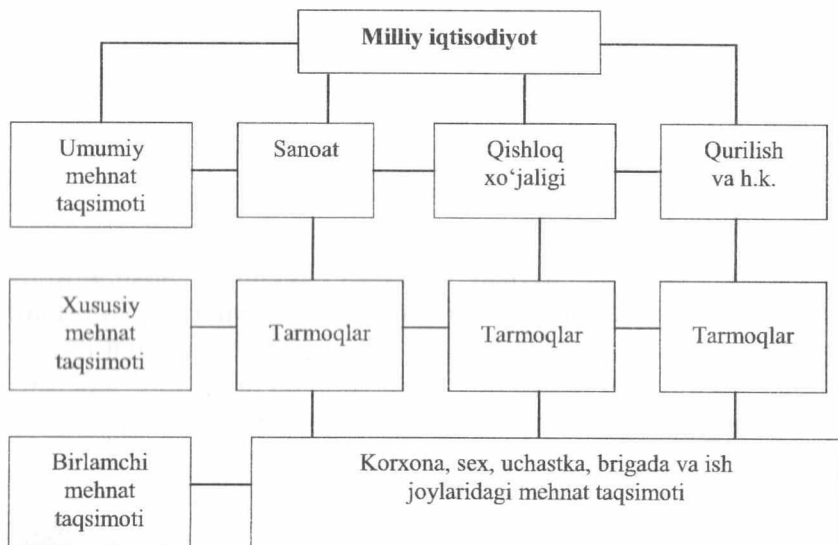 Milliy iqtisodiyot
Umumiy
mehnat
taqsimoti
Sanoat
Qishloq
xo‘jaligi
Qurilish
va h.k.
Xususiy
mehnat
taqsimoti
Tarmoqlar
Tarmoqlar
Tarmoqlar
Birlamchi
mehnat
taqsimoti
Korxona, sex, uchastka, brigada va ish
joylaridagi mehnat taqsimoti